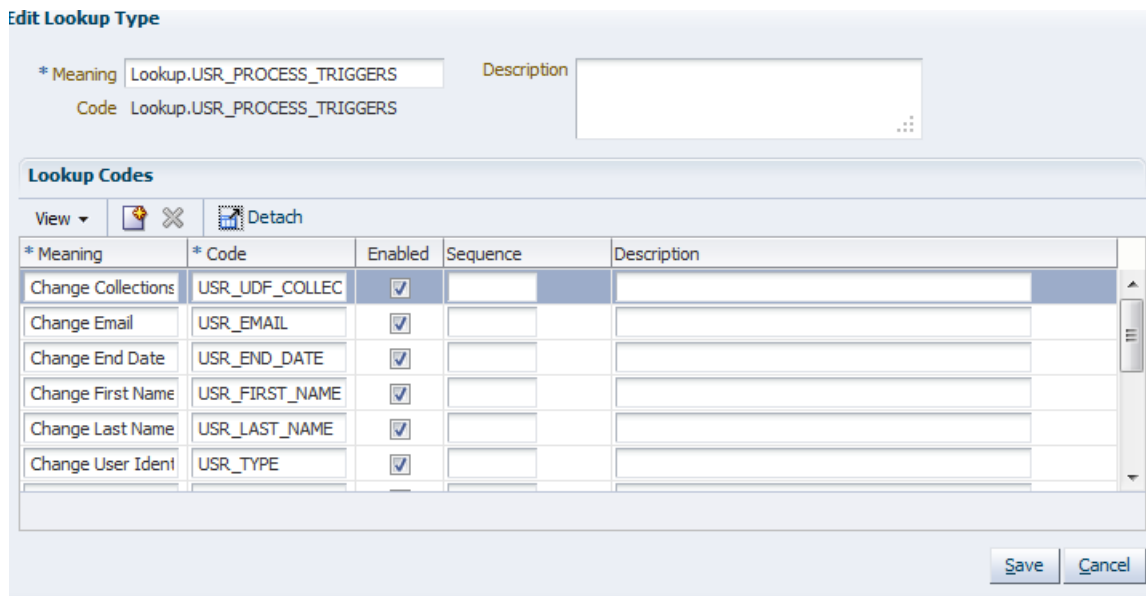 Edit Lookup Type
* Meaning Lookup.USR_PROCESS_TRIGGERS Description
Code Lookup.USR_PROCESS_TRIGGERS
Lookup Codes
View Detach
* Meaning * Code Enabled Sequence Description
Change Collections USR_UDF_COLLEC
Change Email USR_EMAIL
Change End Date USR_END_DATE
Change First Name USR_FIRST_NAME
Change Last Name USR_LAST_NAME
Change User Ident USR_TYPE
Save Cancel